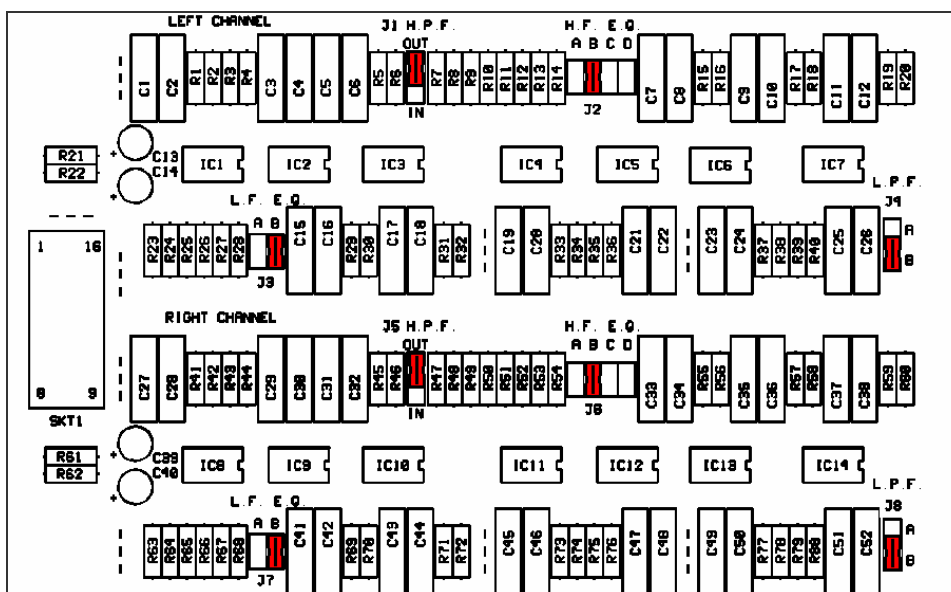 LEFT CHANNEL
J1 H.P.F.
OUT
IN
H.F. E.Q.
A B C D
C1 C2 R1 R2 R3 R4 C3 C4 C5 C6 R5 R6 R7 R8 R9 R10 R11 R12 R13 R14 J2 C7 C8 R15 R16 C9 C10 R17 R18 C11 C12 R19 R20
R21
R22
+ C13
+ C14
IC1 IC2 IC3 IC4 IC5 IC6 IC7
L.F. E.Q.
A B
L.P.F.
J4
A
B
1 16
8 9
SKT1
R23 R24 R25 R26 R27 R28 J3 C15 C16 R29 R30 C17 C18 R31 R32 C19 C20 R33 R34 R35 R36 C21 C22 C23 C24 R37 R38 R39 R40 C25 C26
RIGHT CHANNEL
J5 H.P.F.
OUT
IN
H.F. E.Q.
A B C D
C27 C28 R41 R42 R43 R44 C29 C30 C31 C32 R45 R46 R47 R48 R49 R50 R51 R52 R53 R54 J6 C33 C34 R55 R56 C35 C36 R57 R58 C37 C38 R59 R60
R61
R62
+ C39
+ C40
IC8 IC9 IC10 IC11 IC12 IC13 IC14
L.F. E.Q.
A B
L.P.F.
J8
A
B
R63 R64 R65 R66 R67 R68 J7 C41 C42 R69 R70 C43 C44 R71 R72 C45 C46 R73 R74 R75 R76 C47 C48 C49 C50 R77 R78 R79 R80 C51 C52